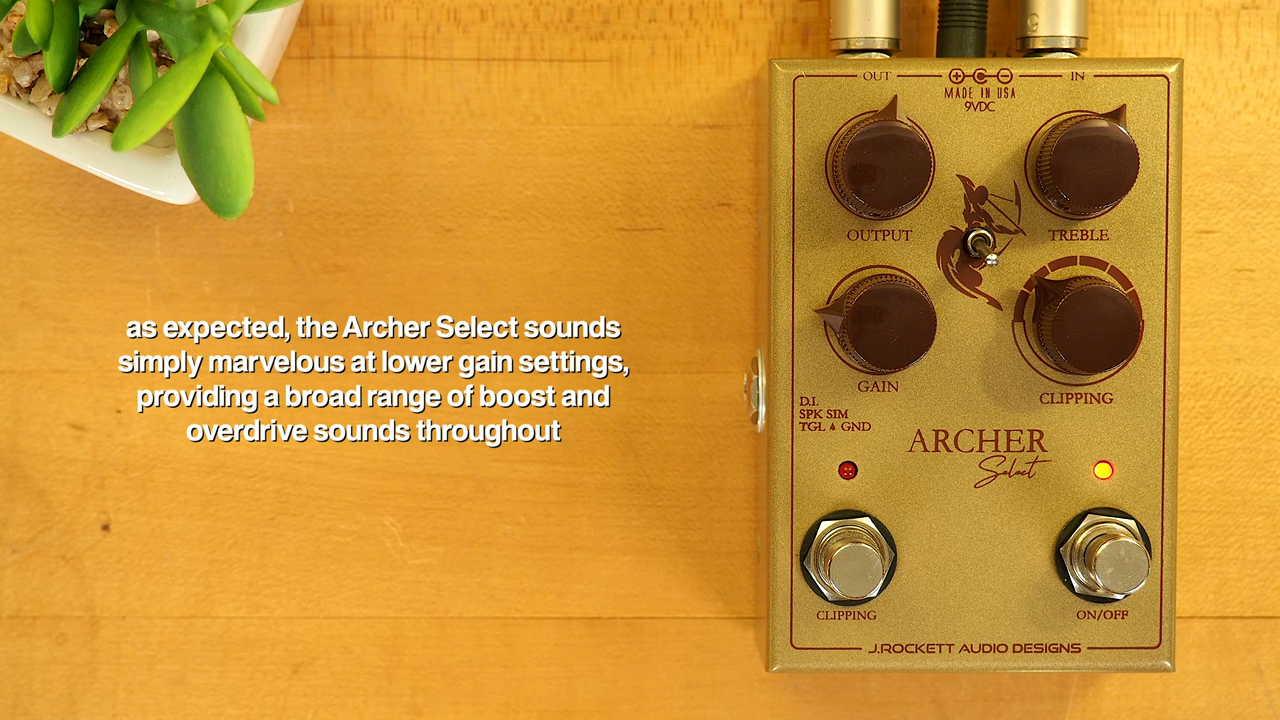 as expected, the Archer Select sounds
simply marvelous at lower gain settings,
providing a broad range of boost and
overdrive sounds throughout
OUT
IN
MADE IN USA
9VDC
OUTPUT
TREBLE
GAIN
CLIPPING
D.I.
SPK SIM
TGL GND
ARCHER
Select
CLIPPING
ON/OFF
J.ROCKETT AUDIO DESIGNS